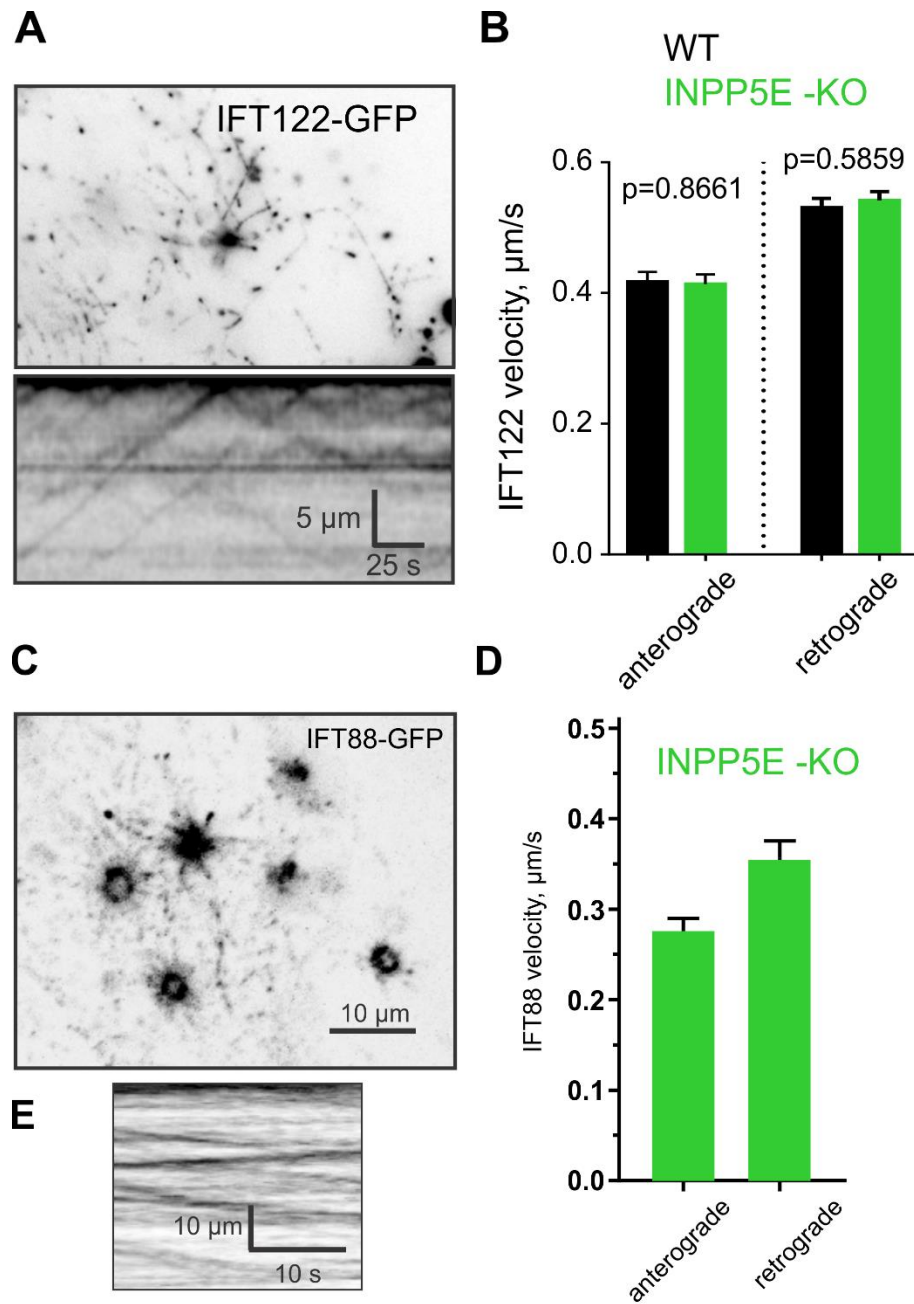 A
IFT122-GFP
5 µm
25 s
B
WT
INPP5E -KO
IFT122 velocity, µm/s
0.6
0.4
0.2
0.0
p=0.8661
p=0.5859
anterograde
retrograde
C
IFT88-GFP
10 µm
D
INPP5E -KO
IFT88 velocity, µm/s
0.5
0.4
0.3
0.2
0.1
0.0
anterograde
retrograde
E
10 µm
10 s